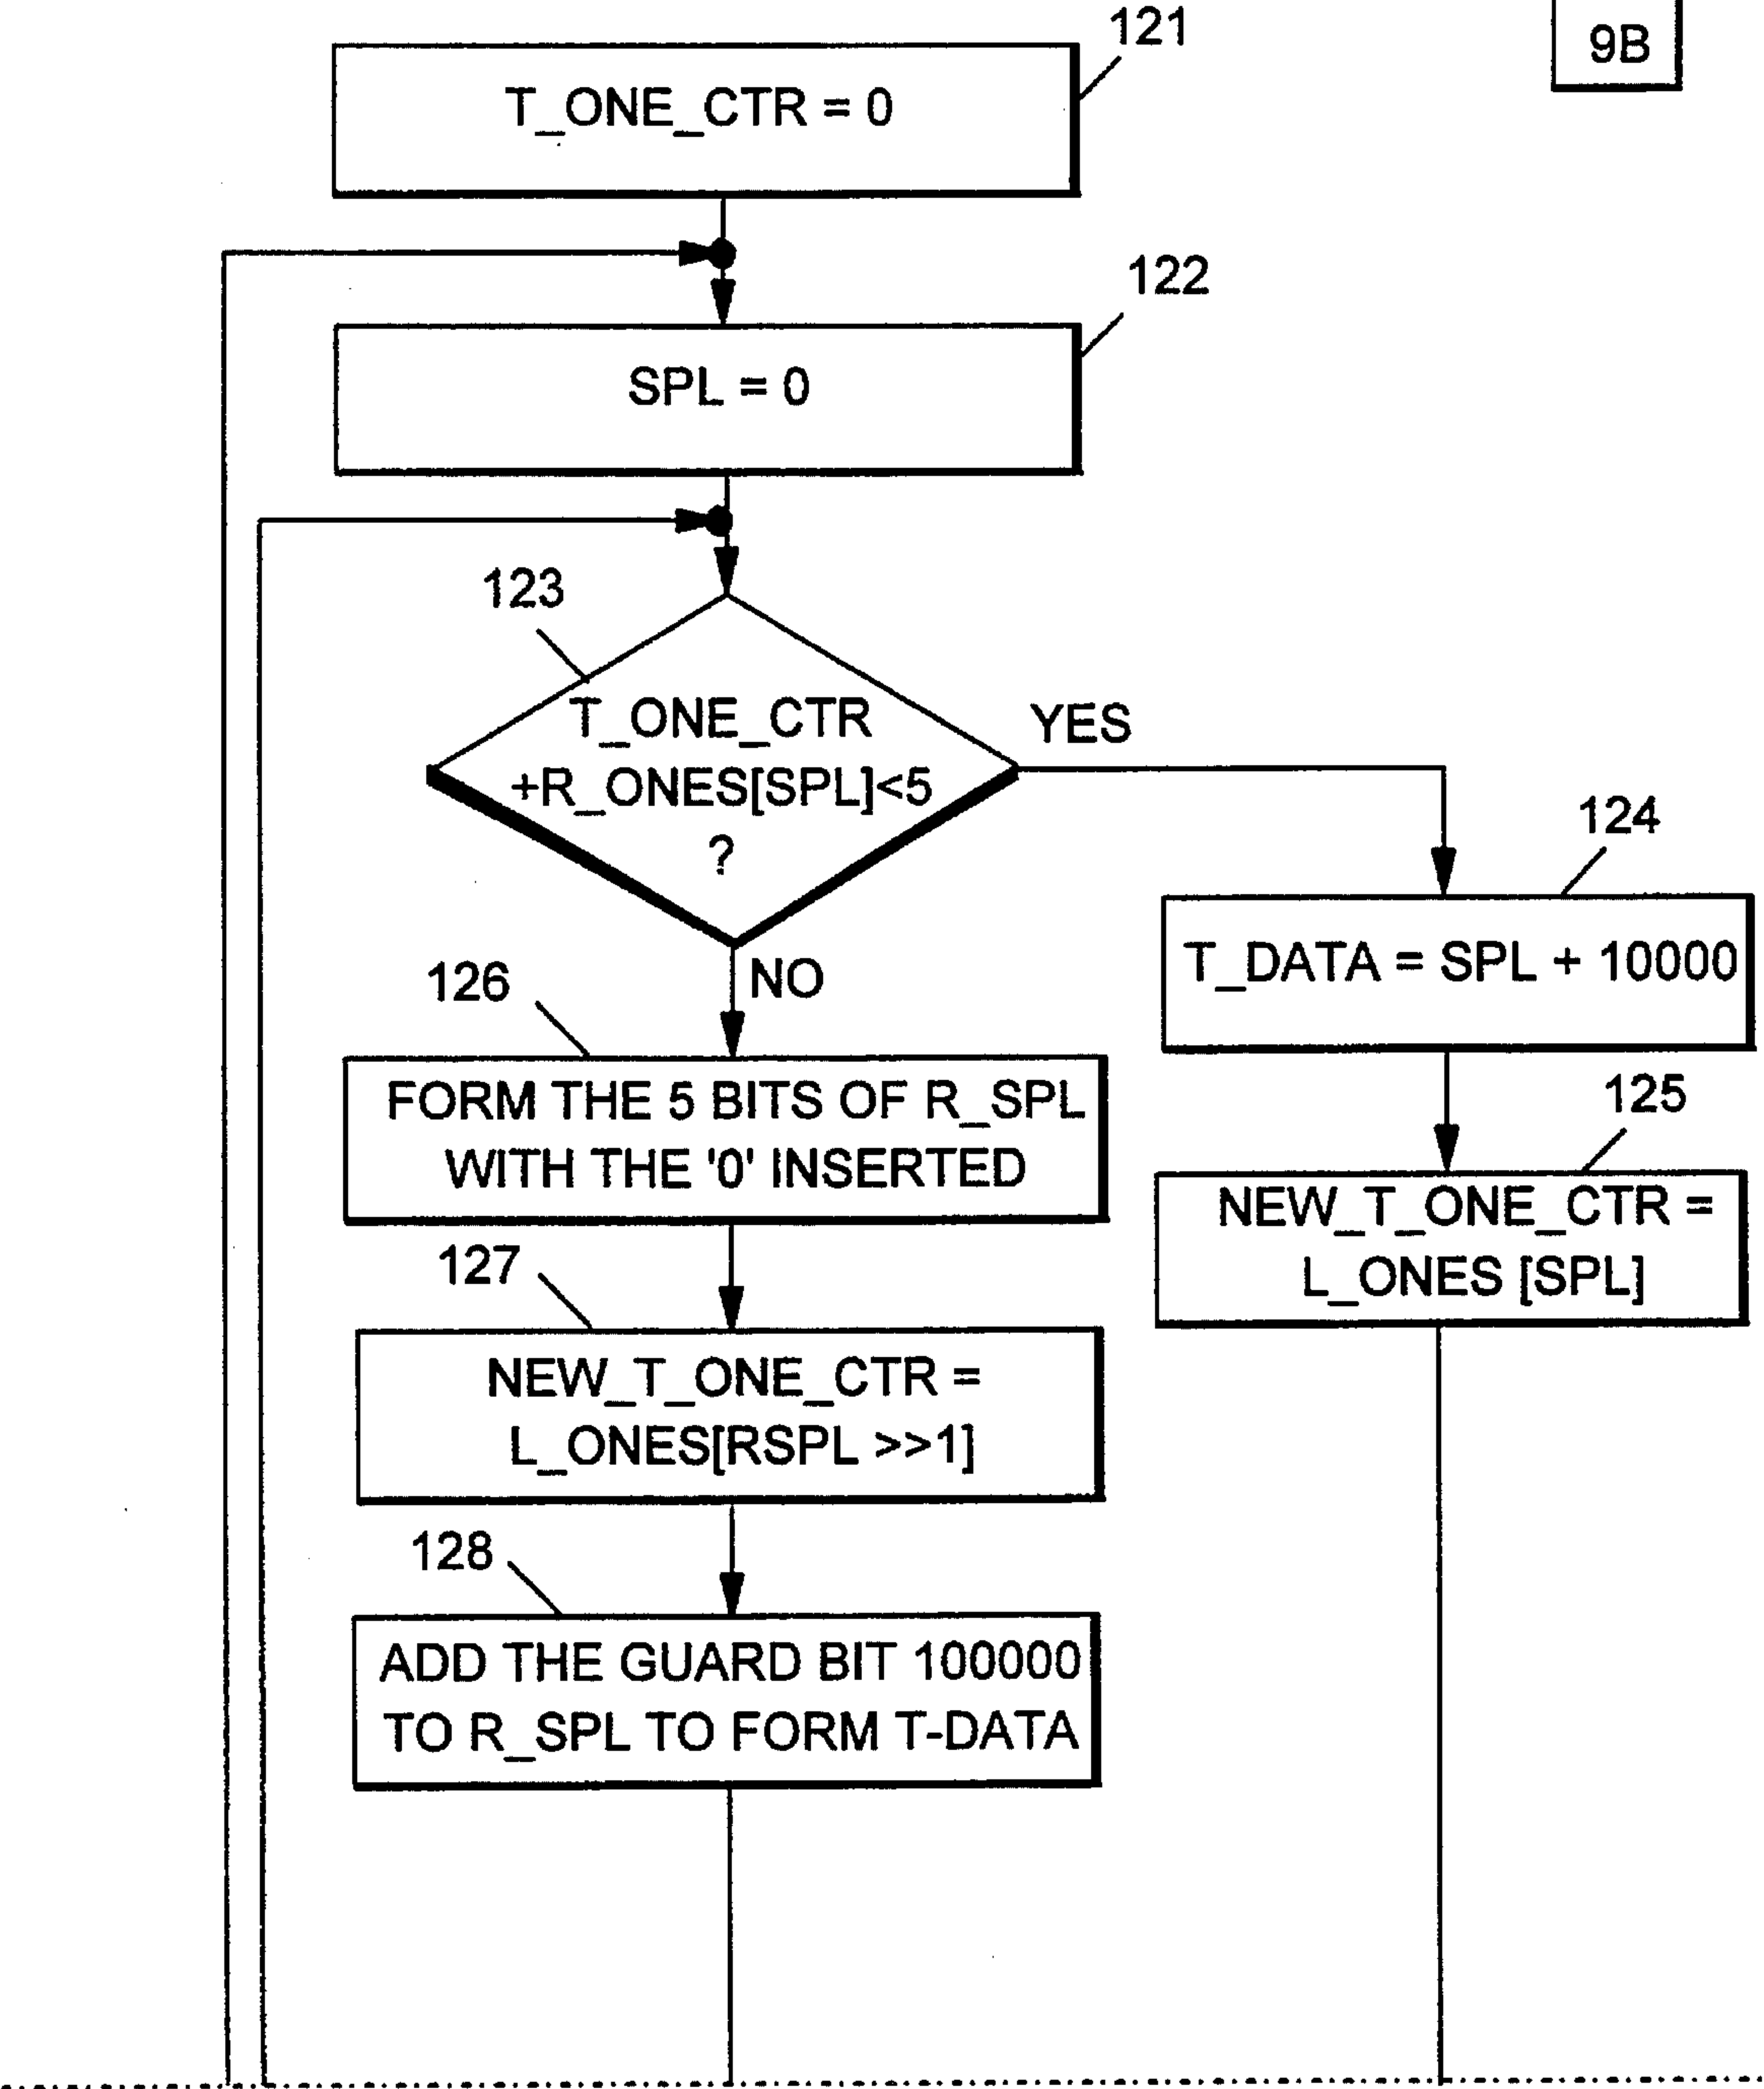 121
9B
T_ONE_CTR = 0
122
SPL = 0
123
T_ONE_CTR
+R_ONES[SPL]<5
?
YES
NO
124
T_DATA = SPL + 10000
125
NEW_T_ONE_CTR =
L_ONES [SPL]
126
FORM THE 5 BITS OF R_SPL
WITH THE '0' INSERTED
127
NEW_T_ONE_CTR =
L_ONES[RSPL >>1]
128
ADD THE GUARD BIT 100000
TO R_SPL TO FORM T-DATA